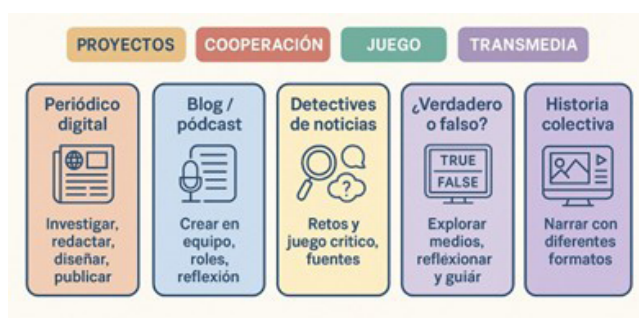 PROYECTOS
COOPERACIÓN
JUEGO
TRANSMEDIA
Periódico
digital
Investigar,
redactar,
diseñar,
publicar
Blog /
pódcast
Crear en
equipo,
roles,
reflexión
Detectives
de noticias
Retos y
juego critico,
fuentes
¿Verdadero
o falso?
TRUE
FALSE
Explorar
medios,
reflexionar
y guiár
Historia
colectiva
Narrar con
diferentes
formatos